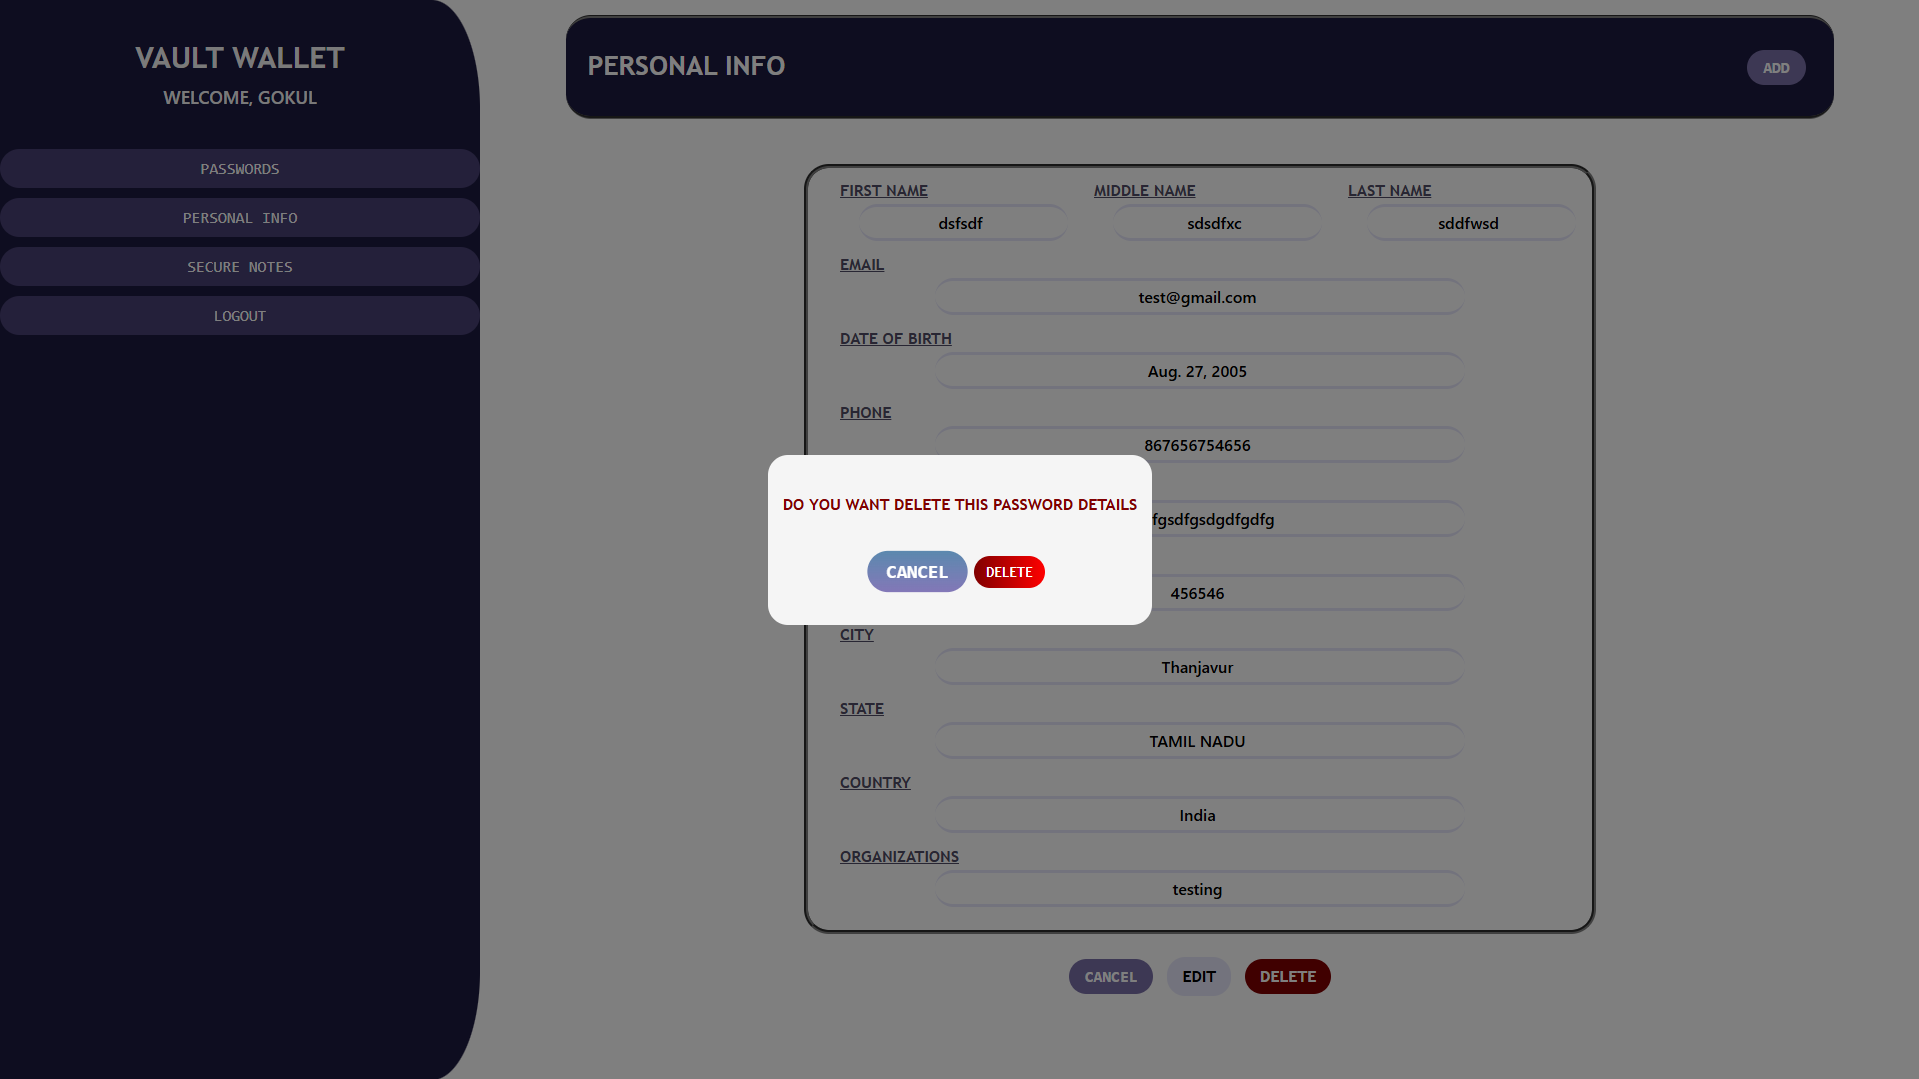 VAULT WALLET
WELCOME, GOKUL
PASSWORDS
PERSONAL INFO
SECURE NOTES
LOGOUT
PERSONAL INFO
ADD
FIRST NAME MIDDLE NAME LAST NAME
dsfsdf sdsdfxc sddfwsd
EMAIL
test@gmail.com
DATE OF BIRTH
Aug. 27, 2005
PHONE
867656754656
fgsdfgsdgdfgdfg
456546
DO YOU WANT DELETE THIS PASSWORD DETAILS
CANCEL DELETE
CITY
Thanjavur
STATE
TAMIL NADU
COUNTRY
India
ORGANIZATIONS
testing
CANCEL EDIT DELETE